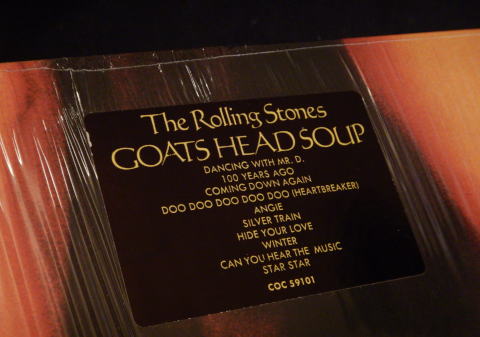 The Rolling Stones
GOATS HEAD SOUP
DANCING WITH MR. D.
100 YEARS AGO
COMING DOWN AGAIN
DOO DOO DOO DOO DOO (HEARTBREAKER)
ANGIE
SILVER TRAIN
HIDE YOUR LOVE
WINTER
CAN YOU HEAR THE MUSIC
STAR STAR
COC 59101